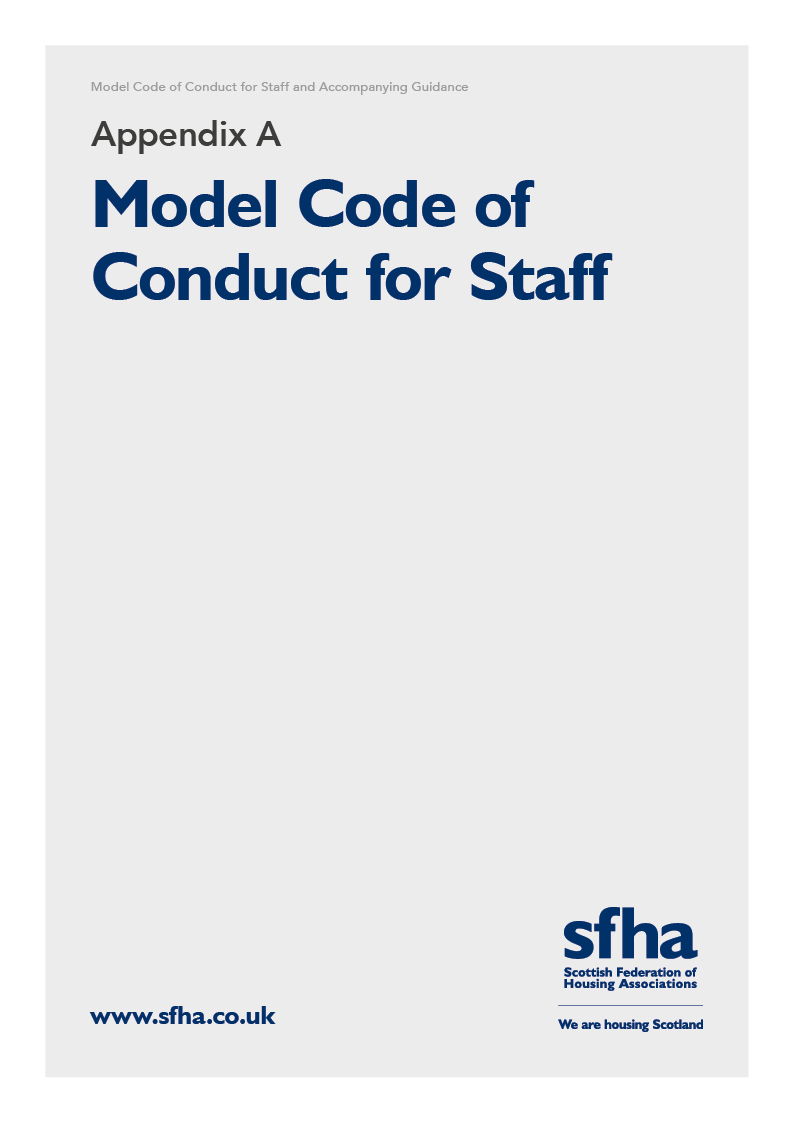 Model Code of Conduct for Staff and Accompanying Guidance
Appendix A
Model Code of
Conduct for Staff
sfha
Scottish Federation of
Housing Associations
www.sfha.co.uk
We are housing Scotland